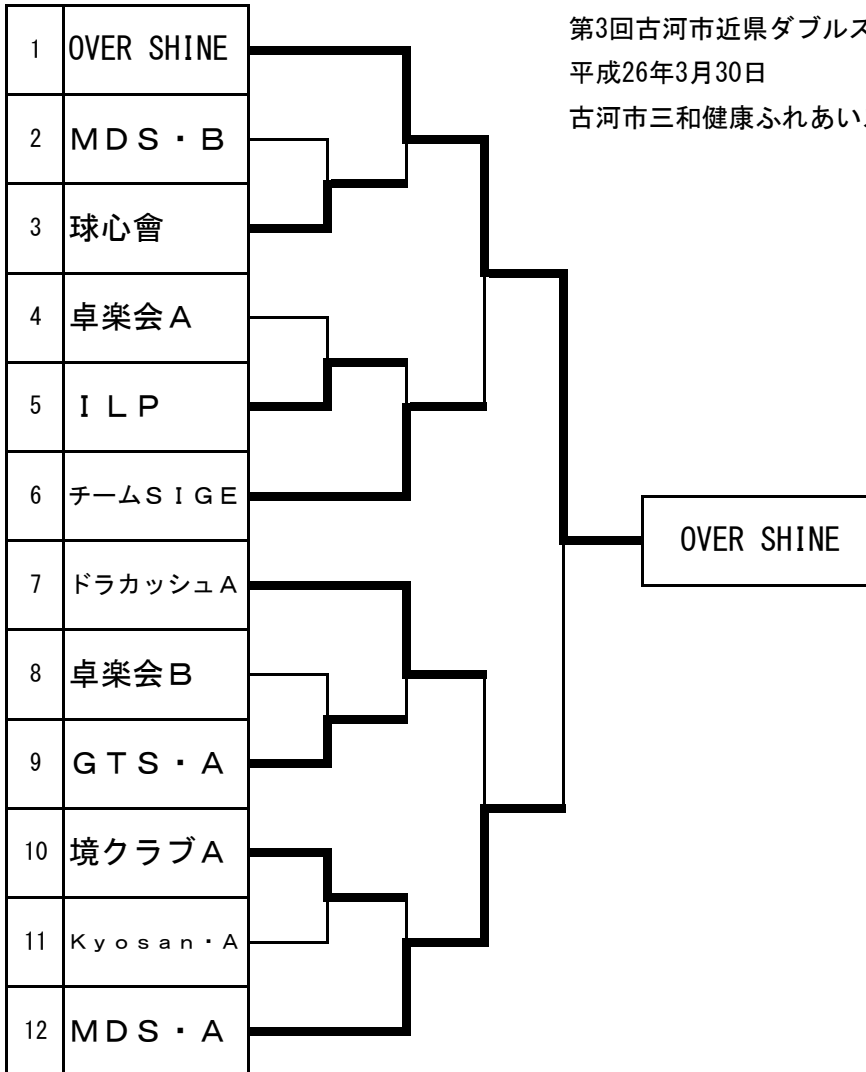 第3回古河市近県ダブルス
平成26年3月30日
古河市三和健康ふれあい
1 OVER SHINE
2 ＭＤＳ・Ｂ
3 球心會
4 卓楽会Ａ
5 ＩＬＰ
6 チームＳＩＧＥ
7 ドラカッシュＡ
8 卓楽会Ｂ
9 ＧＴＳ・Ａ
10 境クラブＡ
11 Ｋｙｏｓａｎ・Ａ
12 ＭＤＳ・Ａ
OVER SHINE